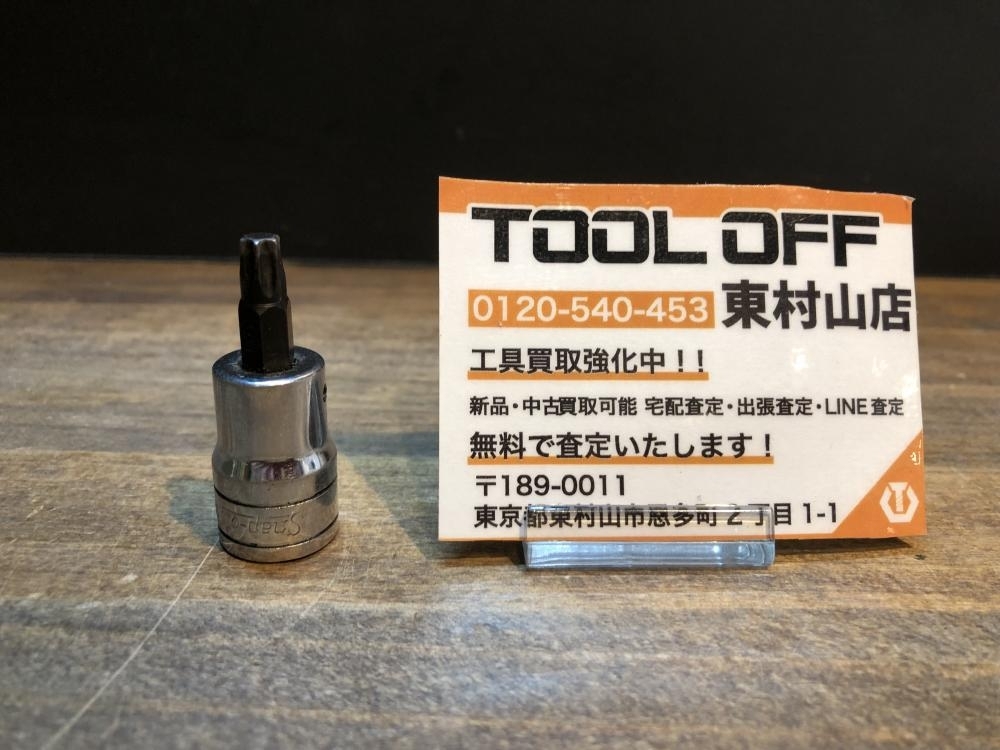 TOOL OFF
0120-540-453 東村山店
工具買取強化中！！
新品・中古買取可能 宅配査定・出張査定・LINE査定
無料で査定いたします！
〒189-0011
東京都東村山市恩多町2丁目1-1
Snap-o